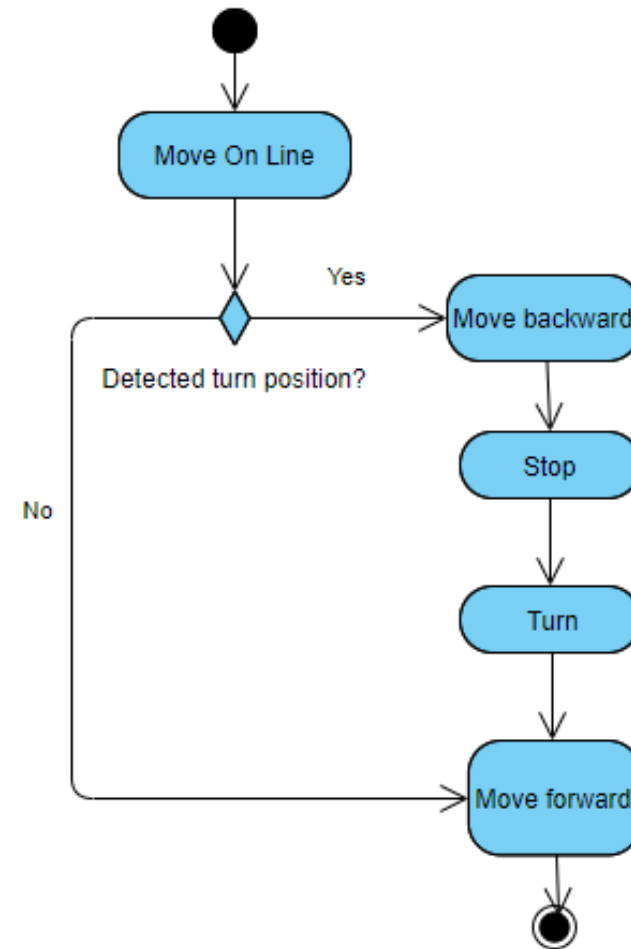 Move On Line
Yes
Move backward
Detected turn position?
Stop
No
Turn
Move forward